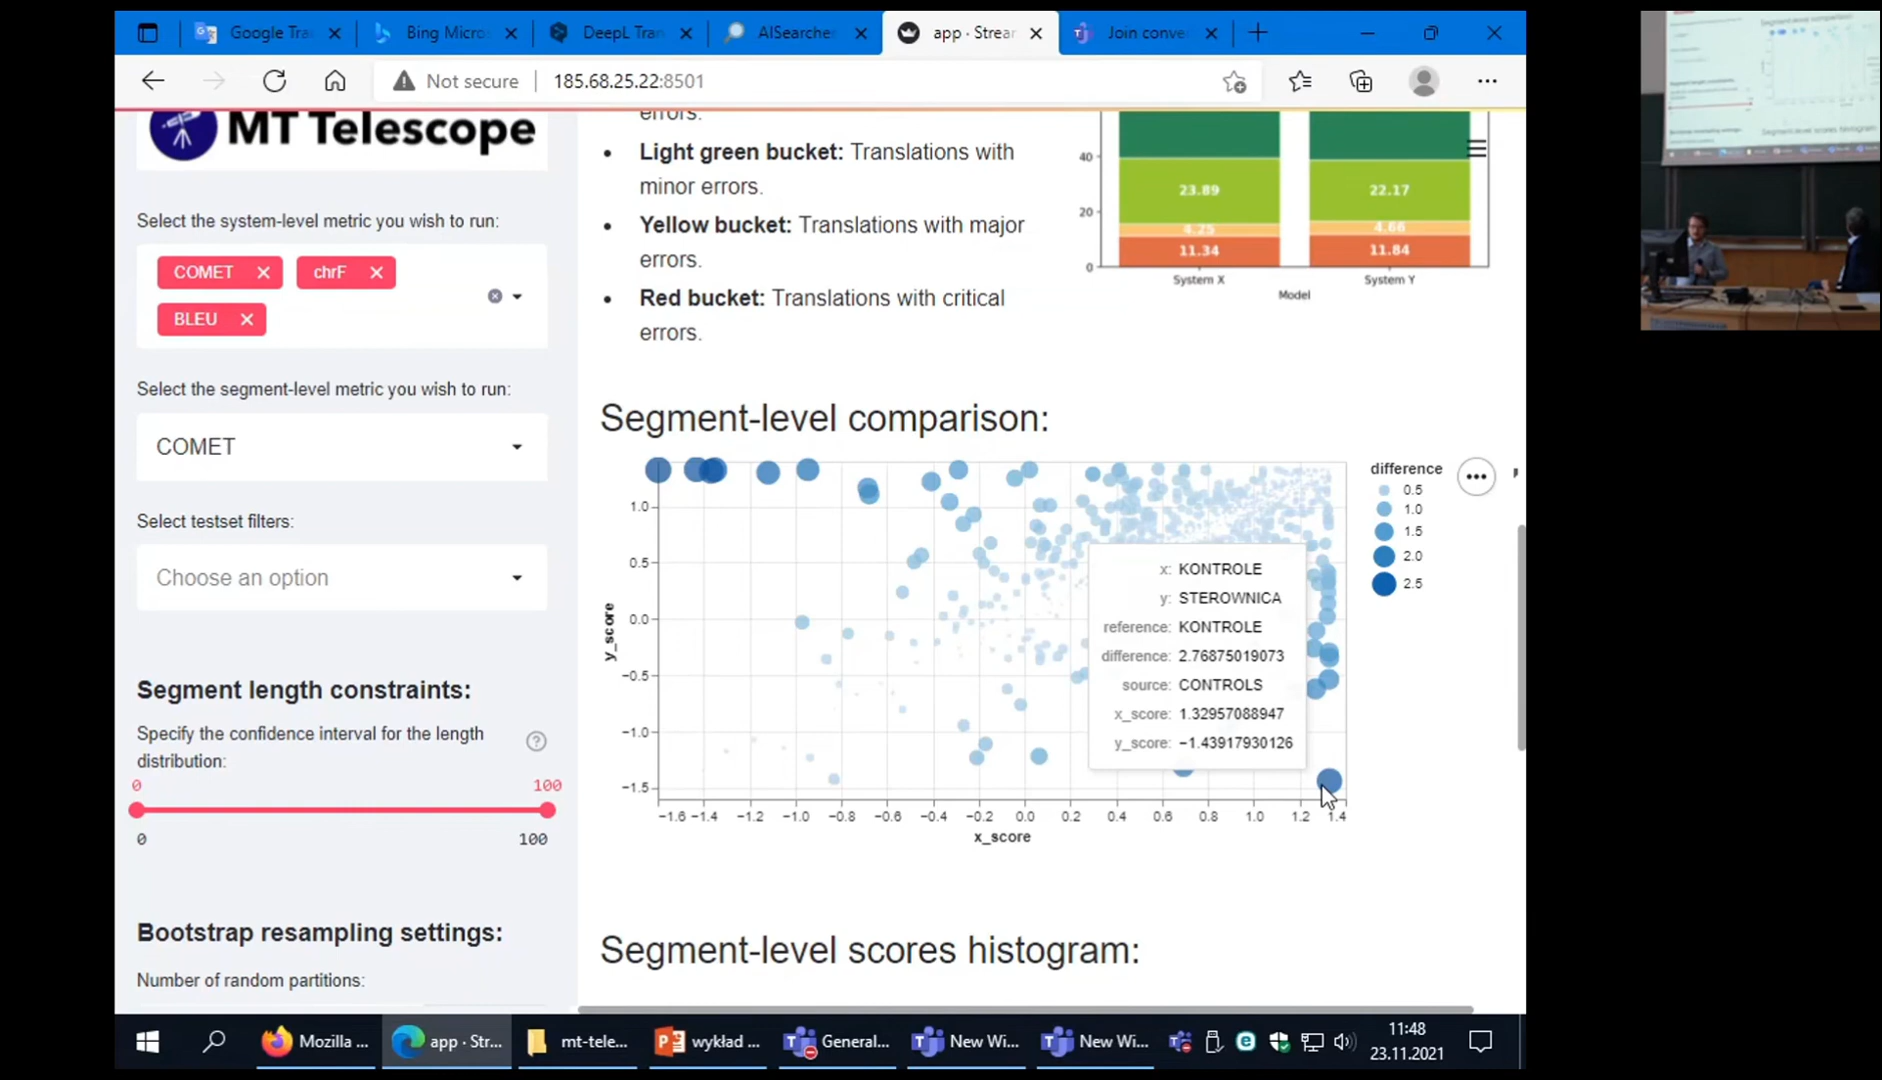 Google Tra
Bing Micro
DeepL Tran
AISearche
app · Strear
Join conve
Not secure
185.68.25.22:8501
MT Telescope
Select the system-level metric you wish to run:
COMET
chrF
BLEU
Select the segment-level metric you wish to run:
COMET
Select testset filters:
Choose an option
Segment length constraints:
Specify the confidence interval for the length
distribution:
0
100
0
100
Bootstrap resampling settings:
Number of random partitions:
errors.
Light green bucket: Translations with
minor errors.
Yellow bucket: Translations with major
errors.
Red bucket: Translations with critical
errors.
40
20
0
23.89
22.17
4.25
4.66
11.34
11.84
System X
System Y
Model
Segment-level comparison:
1.0
0.5
0.0
−0.5
−1.0
−1.5
y_score
−1.6 −1.4 −1.2 −1.0 −0.8 −0.6 −0.4 −0.2 0.0 0.2 0.4 0.6 0.8 1.0 1.2 1.4
x_score
x: KONTROLE
y: STEROWNICA
reference: KONTROLE
difference: 2.76875019073
source: CONTROLS
x_score: 1.32957088947
y_score: −1.43917930126
difference
0.5
1.0
1.5
2.0
2.5
Segment-level scores histogram:
Mozilla ...
app · Str...
mt-tele...
wykład ...
General...
New Wi...
New Wi...
11:48
23.11.2021